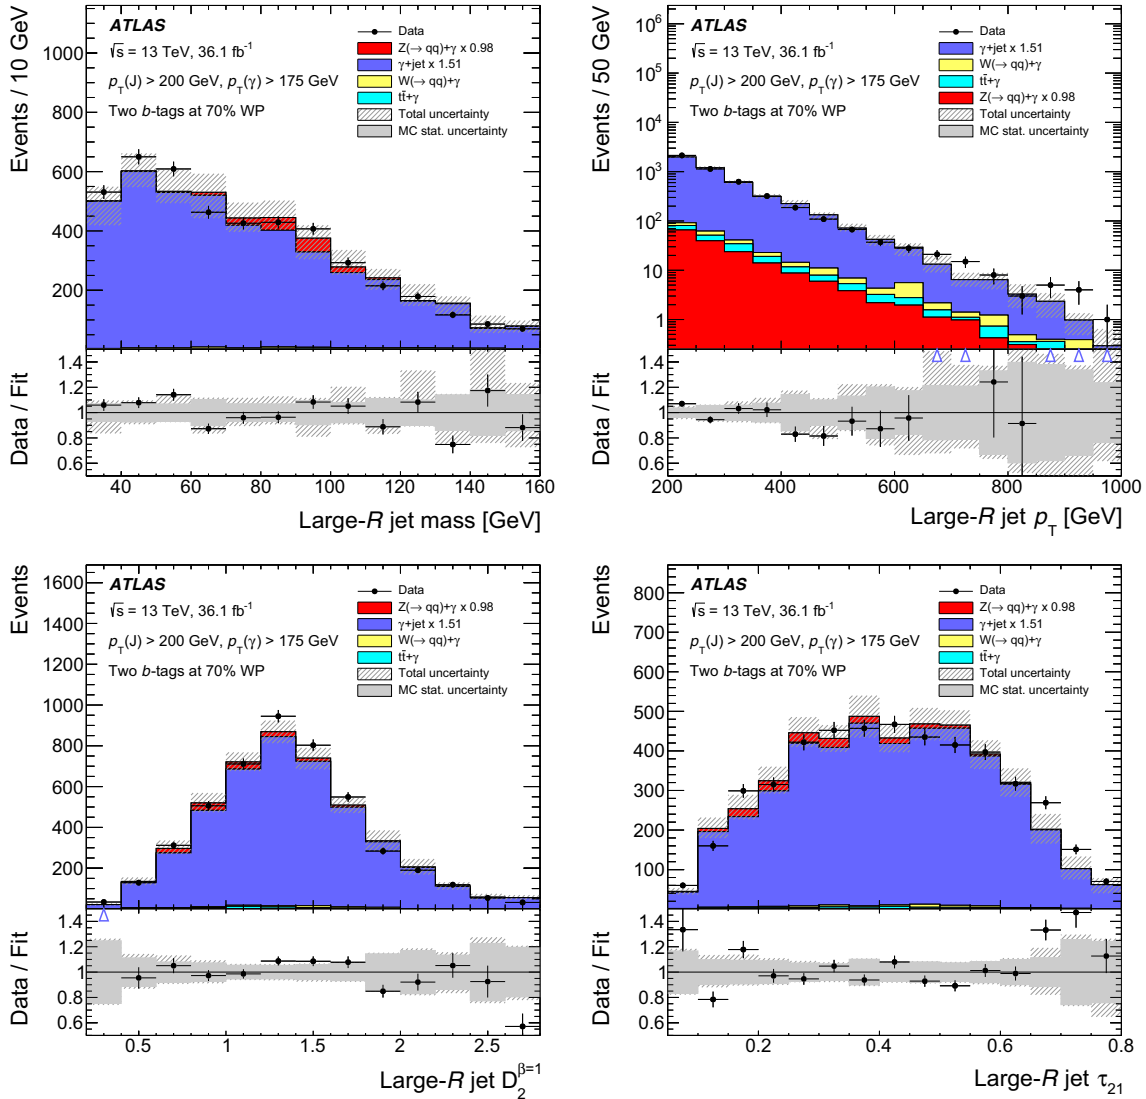 Events / 10 GeV
1000
800
600
400
200
ATLAS
√s = 13 TeV, 36.1 fb⁻¹
p_T(J) > 200 GeV, p_T(γ) > 175 GeV
Two b-tags at 70% WP
Data
Z(→ qq)+γ x 0.98
γ+jet x 1.51
W(→ qq)+γ
tt̄+γ
Total uncertainty
MC stat. uncertainty
Data / Fit
1.4
1.2
1
0.8
0.6
40 60 80 100 120 140 160
Large-R jet mass [GeV]
Events / 50 GeV
10⁶
10⁵
10⁴
10³
10²
10
1
ATLAS
√s = 13 TeV, 36.1 fb⁻¹
p_T(J) > 200 GeV, p_T(γ) > 175 GeV
Two b-tags at 70% WP
Data
γ+jet x 1.51
W(→ qq)+γ
tt̄+γ
Z(→ qq)+γ x 0.98
Total uncertainty
MC stat. uncertainty
Data / Fit
1.4
1.2
1
0.8
0.6
200 400 600 800 1000
Large-R jet p_T [GeV]
Events
1600
1400
1200
1000
800
600
400
200
ATLAS
√s = 13 TeV, 36.1 fb⁻¹
p_T(J) > 200 GeV, p_T(γ) > 175 GeV
Two b-tags at 70% WP
Data
Z(→ qq)+γ x 0.98
γ+jet x 1.51
W(→ qq)+γ
tt̄+γ
Total uncertainty
MC stat. uncertainty
Data / Fit
1.4
1.2
1
0.8
0.6
0.5 1 1.5 2 2.5
Large-R jet D₂^β=1
Events
800
700
600
500
400
300
200
100
ATLAS
√s = 13 TeV, 36.1 fb⁻¹
p_T(J) > 200 GeV, p_T(γ) > 175 GeV
Two b-tags at 70% WP
Data
Z(→ qq)+γ x 0.98
γ+jet x 1.51
W(→ qq)+γ
tt̄+γ
Total uncertainty
MC stat. uncertainty
Data / Fit
1.4
1.2
1
0.8
0.6
0.2 0.4 0.6 0.8
Large-R jet τ₂₁